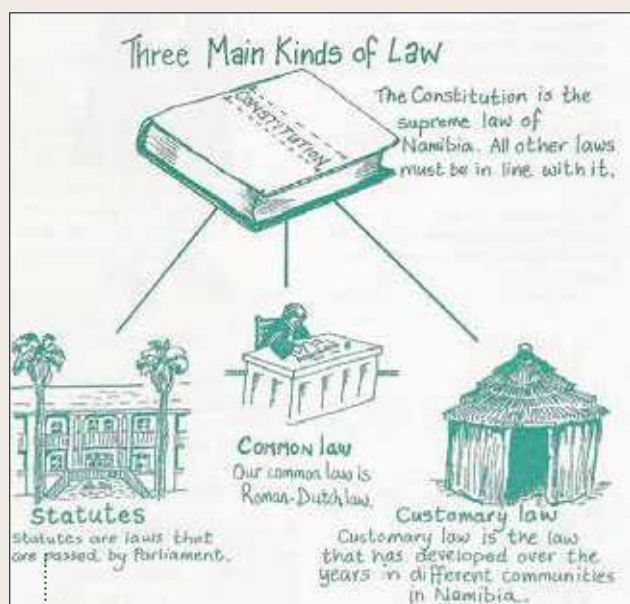 Three Main Kinds of Law
CONSTITUTION
The Constitution is the
supreme law of
Namibia. All other laws
must be in line with it.
COMMON law
Our common law is
Roman-Dutch law.
Statutes
Statutes are laws that
are passed by Parliament.
Customary law
Customary law is the law
that has developed over the
years in different communities
in Namibia.